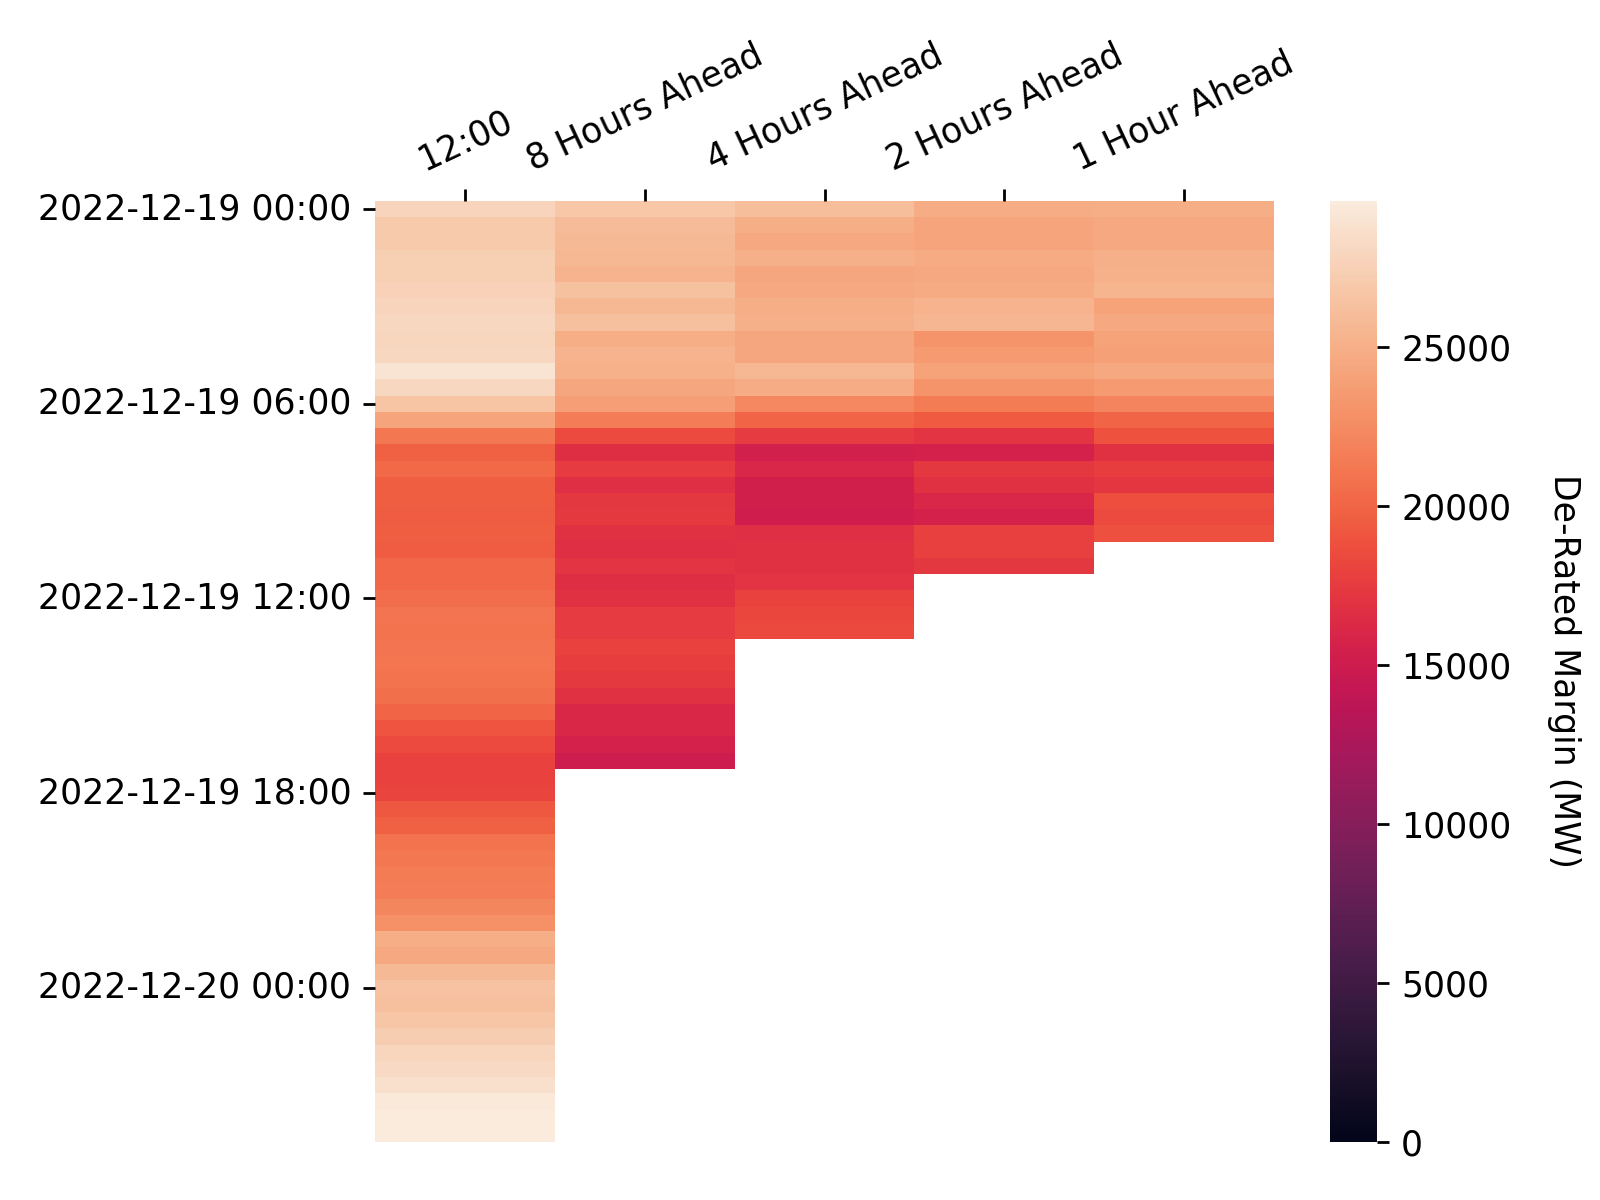 12:00
8 Hours Ahead
4 Hours Ahead
2 Hours Ahead
1 Hour Ahead
2022-12-19 00:00
2022-12-19 06:00
2022-12-19 12:00
2022-12-19 18:00
2022-12-20 00:00
25000
20000
15000
10000
5000
0
De-Rated Margin (MW)